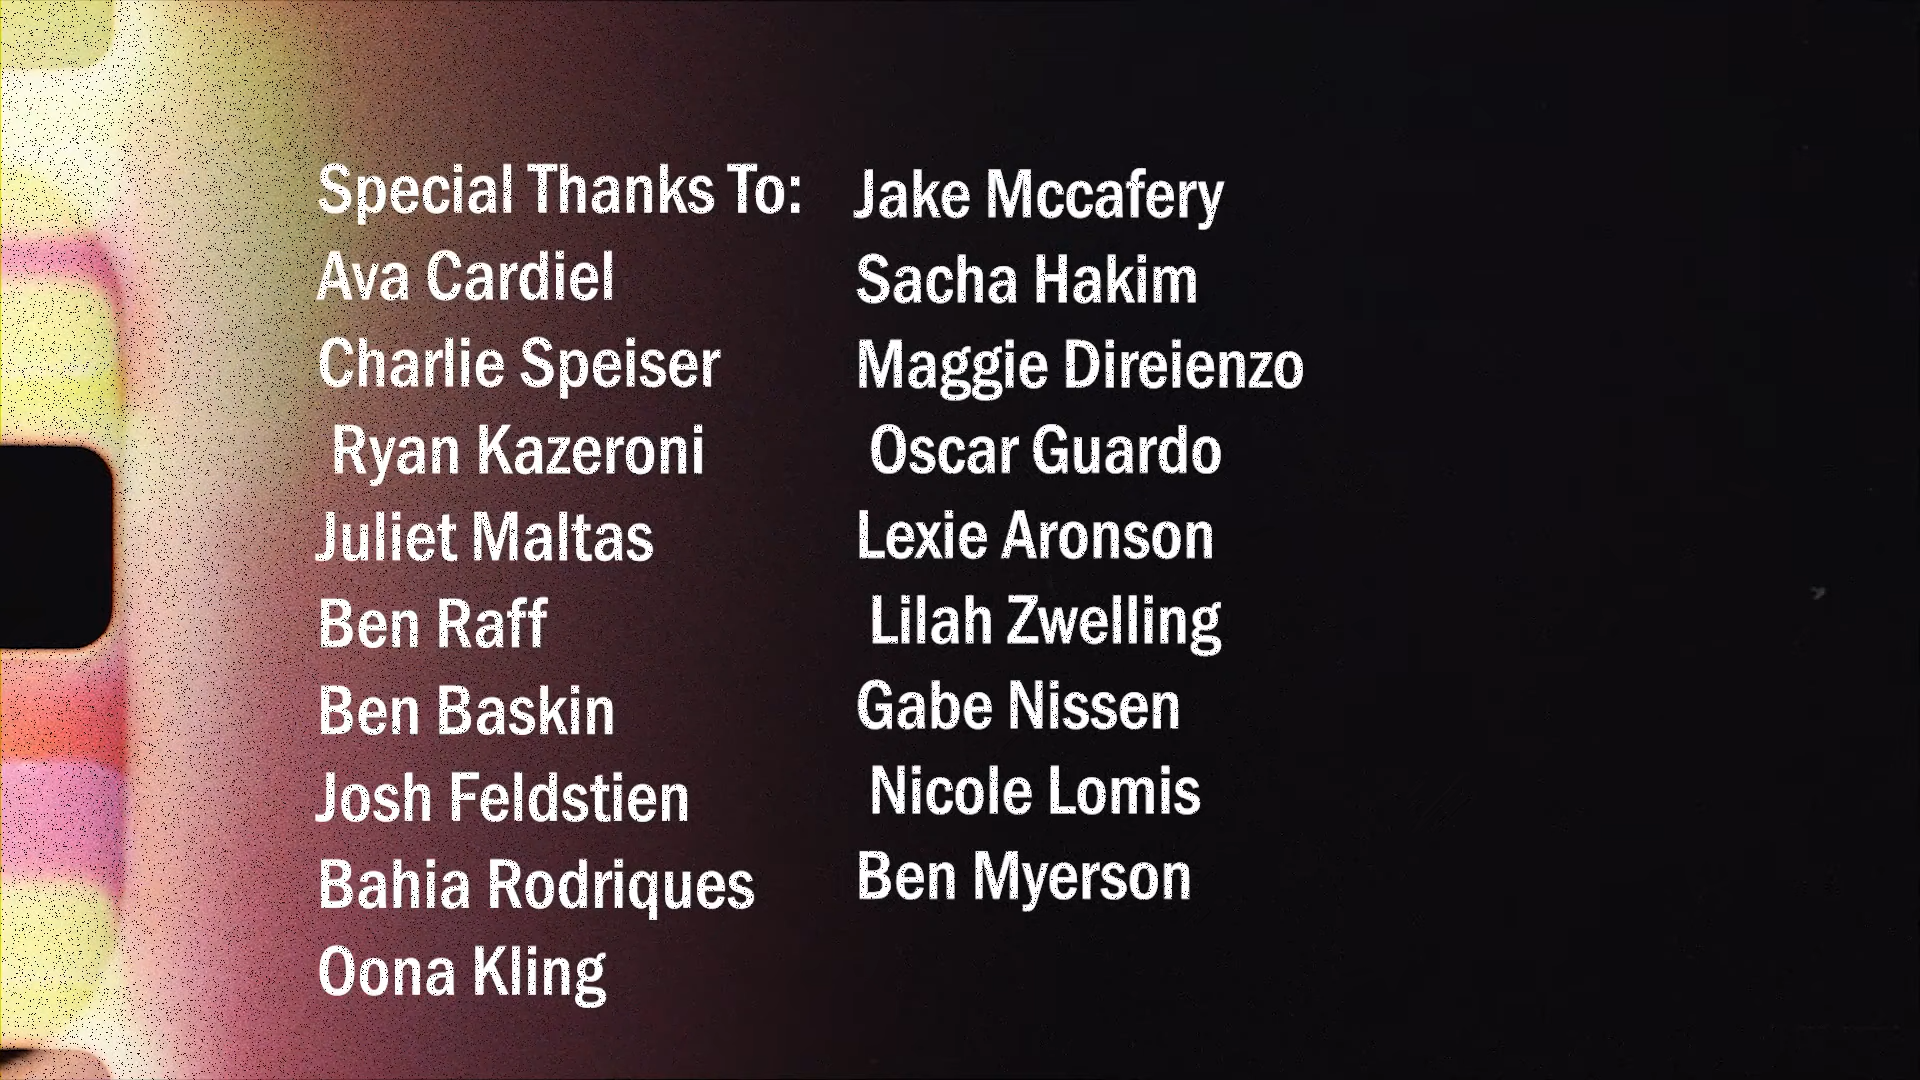 Special Thanks To:
Ava Cardiel
Charlie Speiser
Ryan Kazeroni
Juliet Maltas
Ben Raff
Ben Baskin
Josh Feldstien
Bahia Rodriques
Oona Kling
Jake Mccafery
Sacha Hakim
Maggie Direienzo
Oscar Guardo
Lexie Aronson
Lilah Zwelling
Gabe Nissen
Nicole Lomis
Ben Myerson